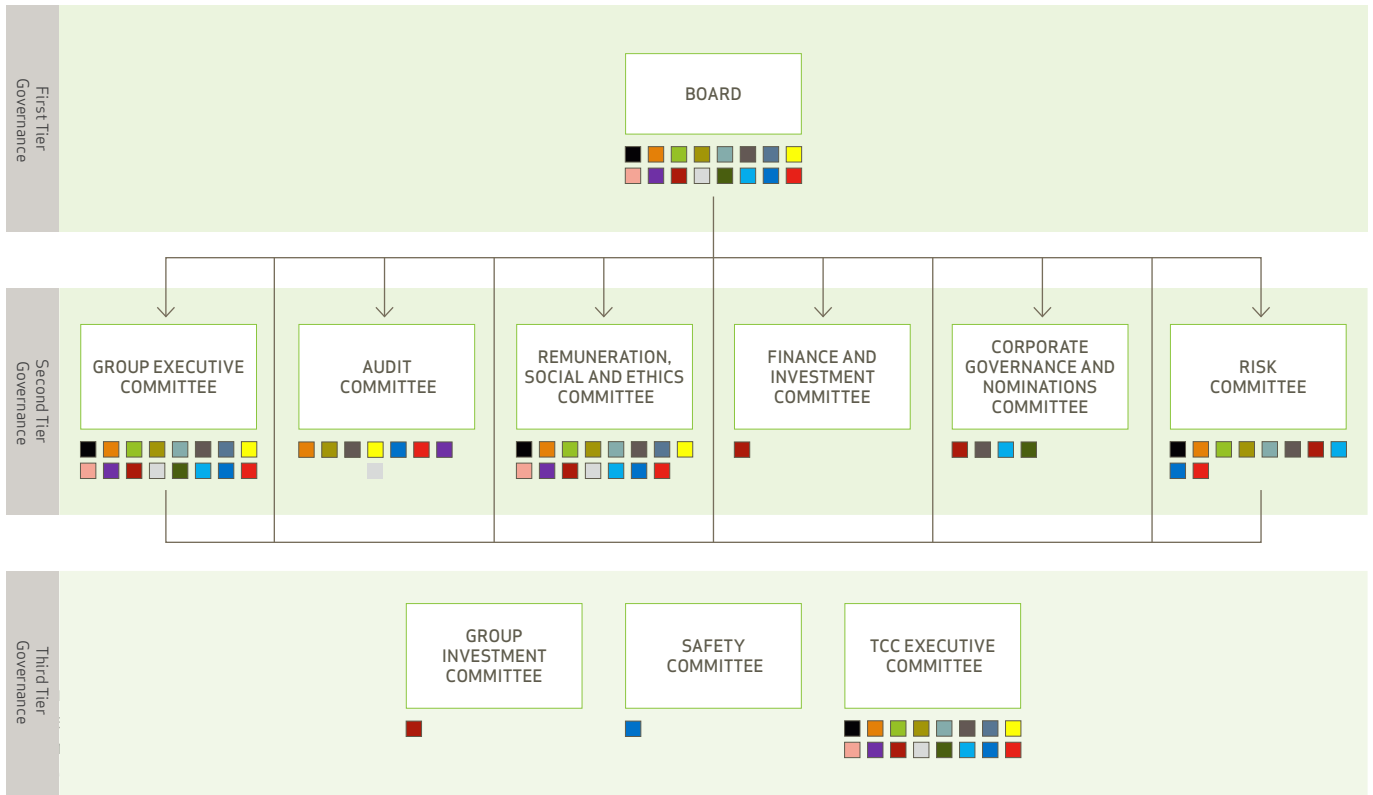 First Tier
Governance
BOARD
Second Tier
Governance
GROUP EXECUTIVE
COMMITTEE
AUDIT
COMMITTEE
REMUNERATION,
SOCIAL AND ETHICS
COMMITTEE
FINANCE AND
INVESTMENT
COMMITTEE
CORPORATE
GOVERNANCE AND
NOMINATIONS
COMMITTEE
RISK
COMMITTEE
Third Tier
Governance
GROUP
INVESTMENT
COMMITTEE
SAFETY
COMMITTEE
TCC EXECUTIVE
COMMITTEE